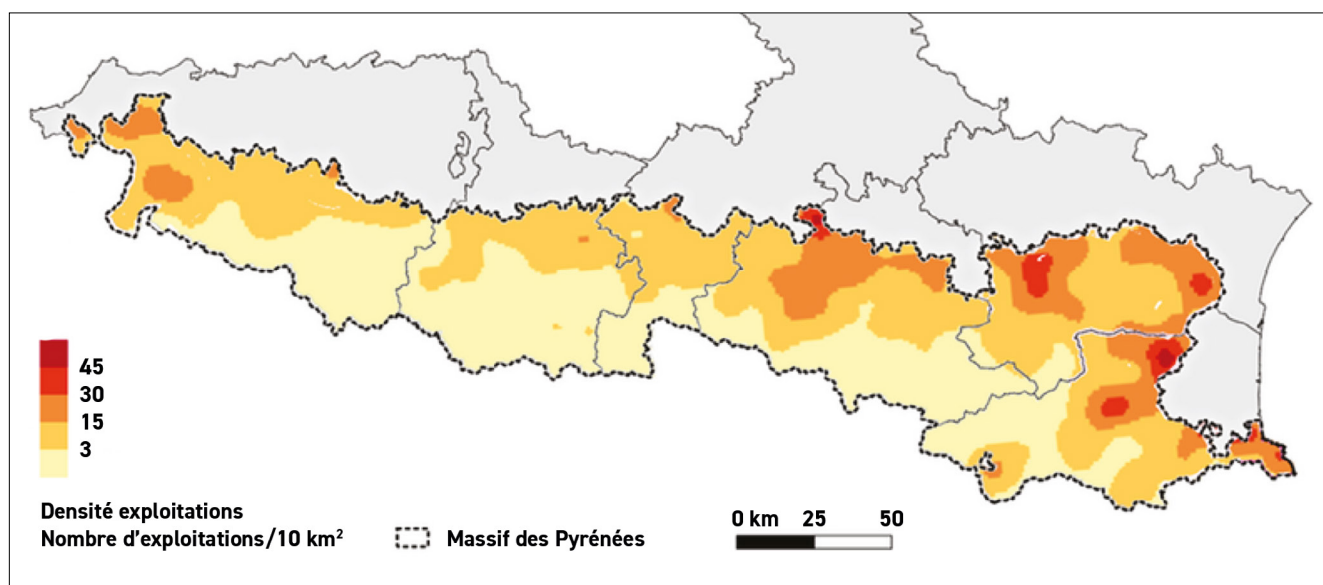 45
30
15
3
Densité exploitations
Nombre d'exploitations/10 km²
Massif des Pyrénées
0 km 25 50